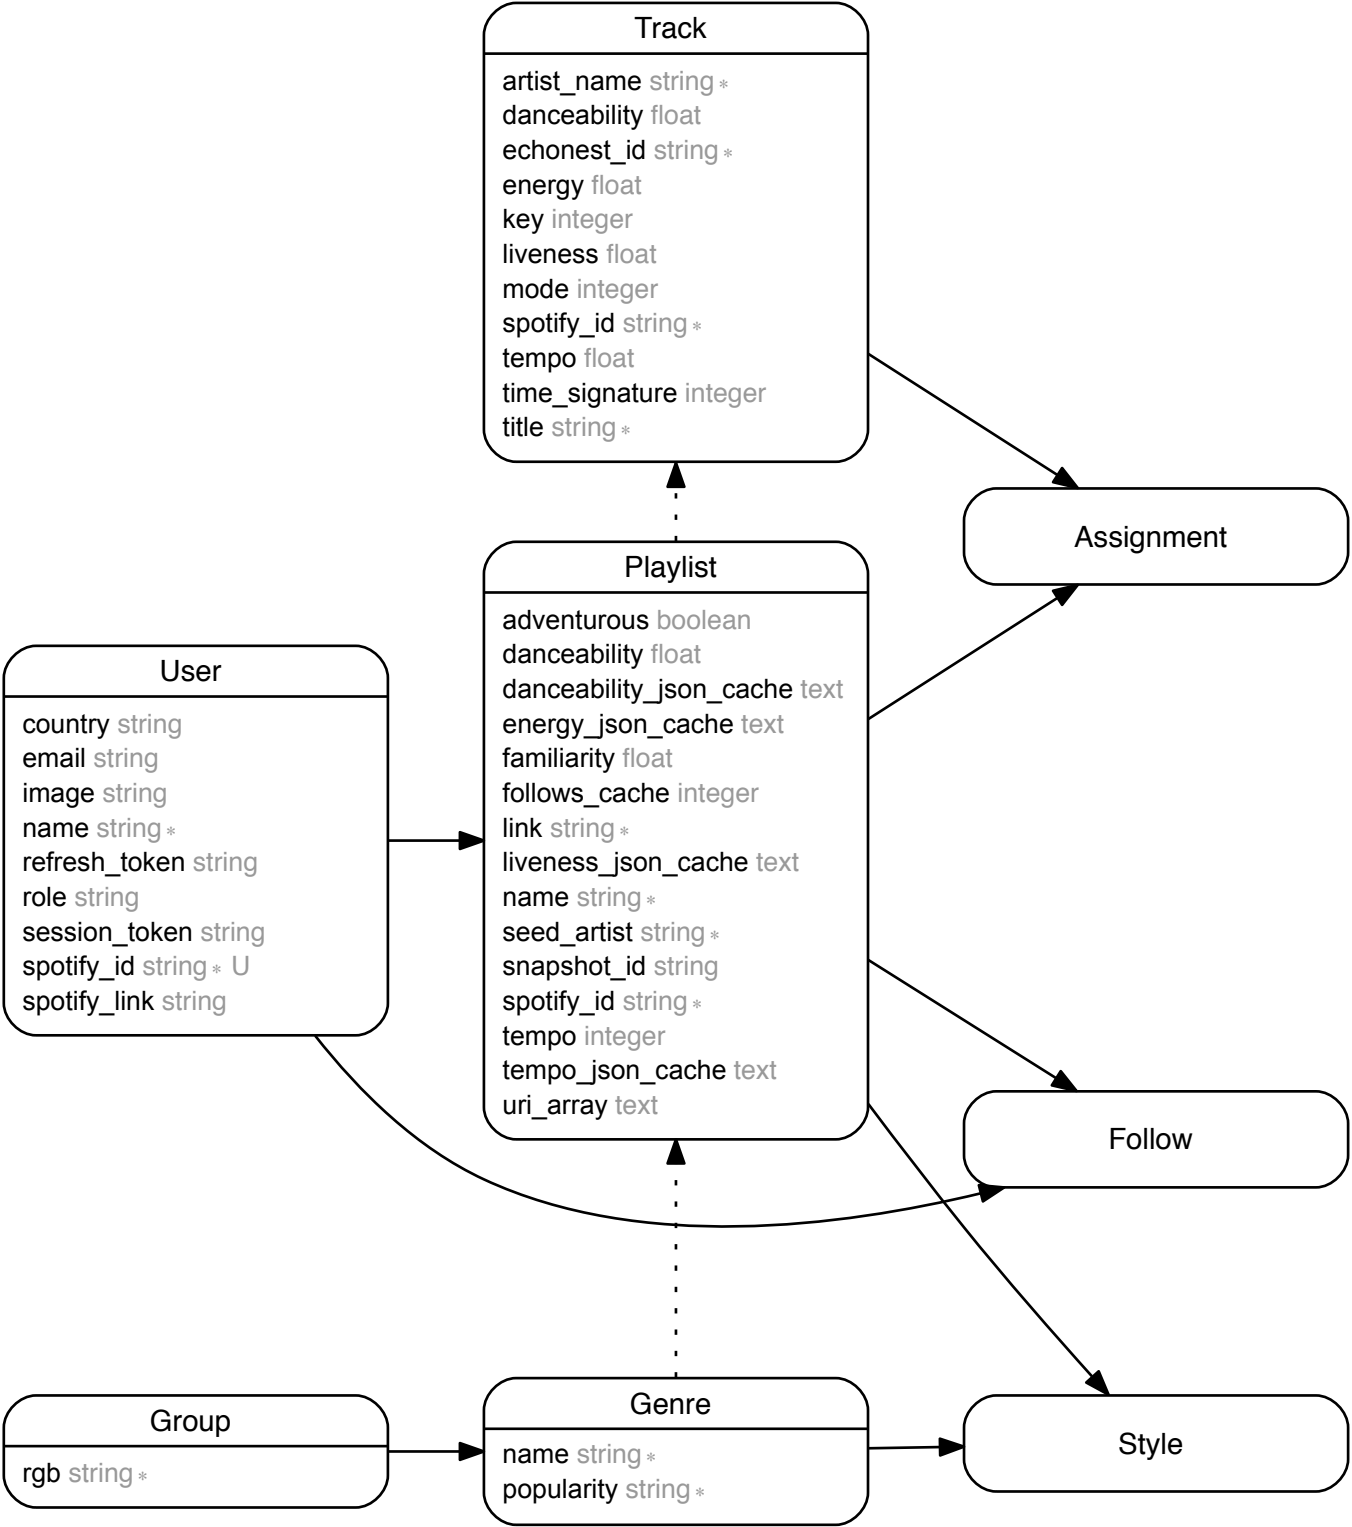 Track
artist_name string *
danceability float
echonest_id string *
energy float
key integer
liveness float
mode integer
spotify_id string *
tempo float
time_signature integer
title string *
Assignment
Playlist
adventurous boolean
danceability float
danceability_json_cache text
energy_json_cache text
familiarity float
follows_cache integer
link string *
liveness_json_cache text
name string *
seed_artist string *
snapshot_id string
spotify_id string *
tempo integer
tempo_json_cache text
uri_array text
User
country string
email string
image string
name string *
refresh_token string
role string
session_token string
spotify_id string * U
spotify_link string
Follow
Group
rgb string *
Genre
name string *
popularity string *
Style